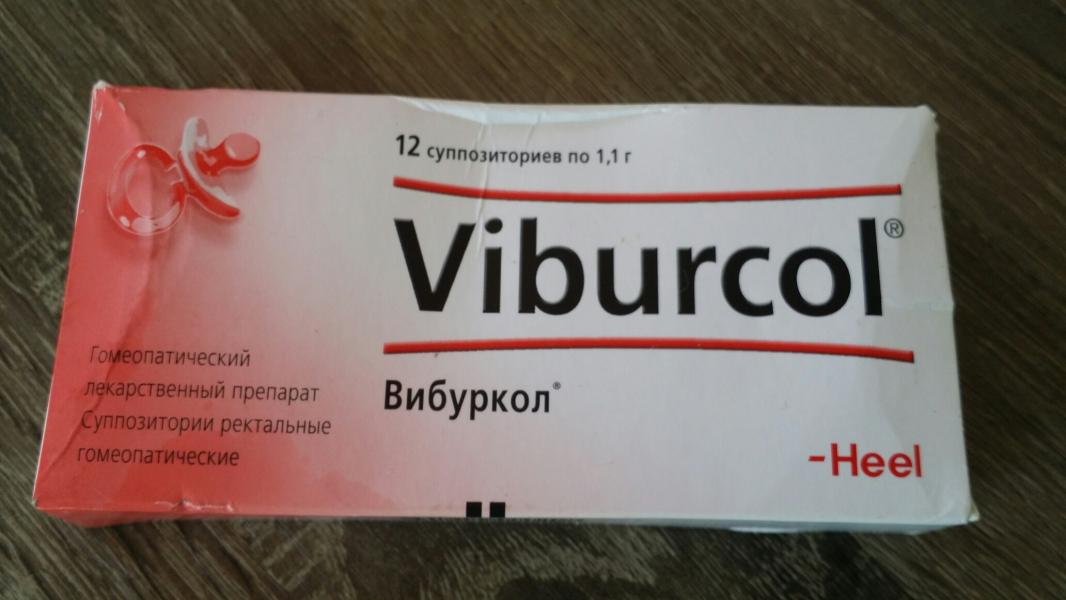 12 суппозиториев по 1,1 г
Viburcol®
Вибуркол®
Гомеопатический
лекарственный препарат
Суппозитории ректальные
гомеопатические
-Heel